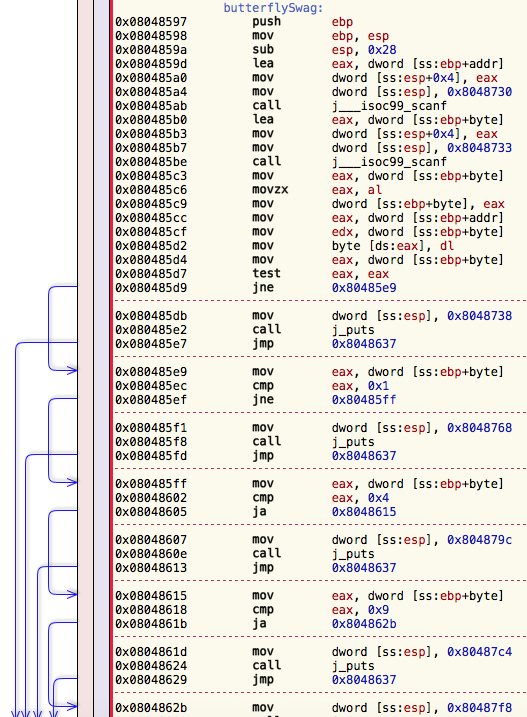 butterflySwag:
0x08048597 push ebp
0x08048598 mov ebp, esp
0x0804859a sub esp, 0x28
0x0804859d lea eax, dword [ss:ebp+addr]
0x080485a0 mov dword [ss:esp+0x4], eax
0x080485a4 mov dword [ss:esp], 0x8048730
0x080485ab call j___isoc99_scanf
0x080485b0 lea eax, dword [ss:ebp+byte]
0x080485b3 mov dword [ss:esp+0x4], eax
0x080485b7 mov dword [ss:esp], 0x8048733
0x080485be call j___isoc99_scanf
0x080485c3 mov eax, dword [ss:ebp+byte]
0x080485c6 movzx eax, al
0x080485c9 mov dword [ss:ebp+byte], eax
0x080485cc mov eax, dword [ss:ebp+addr]
0x080485cf mov edx, dword [ss:ebp+byte]
0x080485d2 mov byte [ds:eax], dl
0x080485d4 mov eax, dword [ss:ebp+byte]
0x080485d7 test eax, eax
0x080485d9 jne 0x80485e9
0x080485db mov dword [ss:esp], 0x8048738
0x080485e2 call j_puts
0x080485e7 jmp 0x8048637
0x080485e9 mov eax, dword [ss:ebp+byte]
0x080485ec cmp eax, 0x1
0x080485ef jne 0x80485ff
0x080485f1 mov dword [ss:esp], 0x8048768
0x080485f8 call j_puts
0x080485fd jmp 0x8048637
0x080485ff mov eax, dword [ss:ebp+byte]
0x08048602 cmp eax, 0x4
0x08048605 ja 0x8048615
0x08048607 mov dword [ss:esp], 0x804879c
0x0804860e call j_puts
0x08048613 jmp 0x8048637
0x08048615 mov eax, dword [ss:ebp+byte]
0x08048618 cmp eax, 0x9
0x0804861b ja 0x804862b
0x0804861d mov dword [ss:esp], 0x80487c4
0x08048624 call j_puts
0x08048629 jmp 0x8048637
0x0804862b mov dword [ss:esp], 0x80487f8